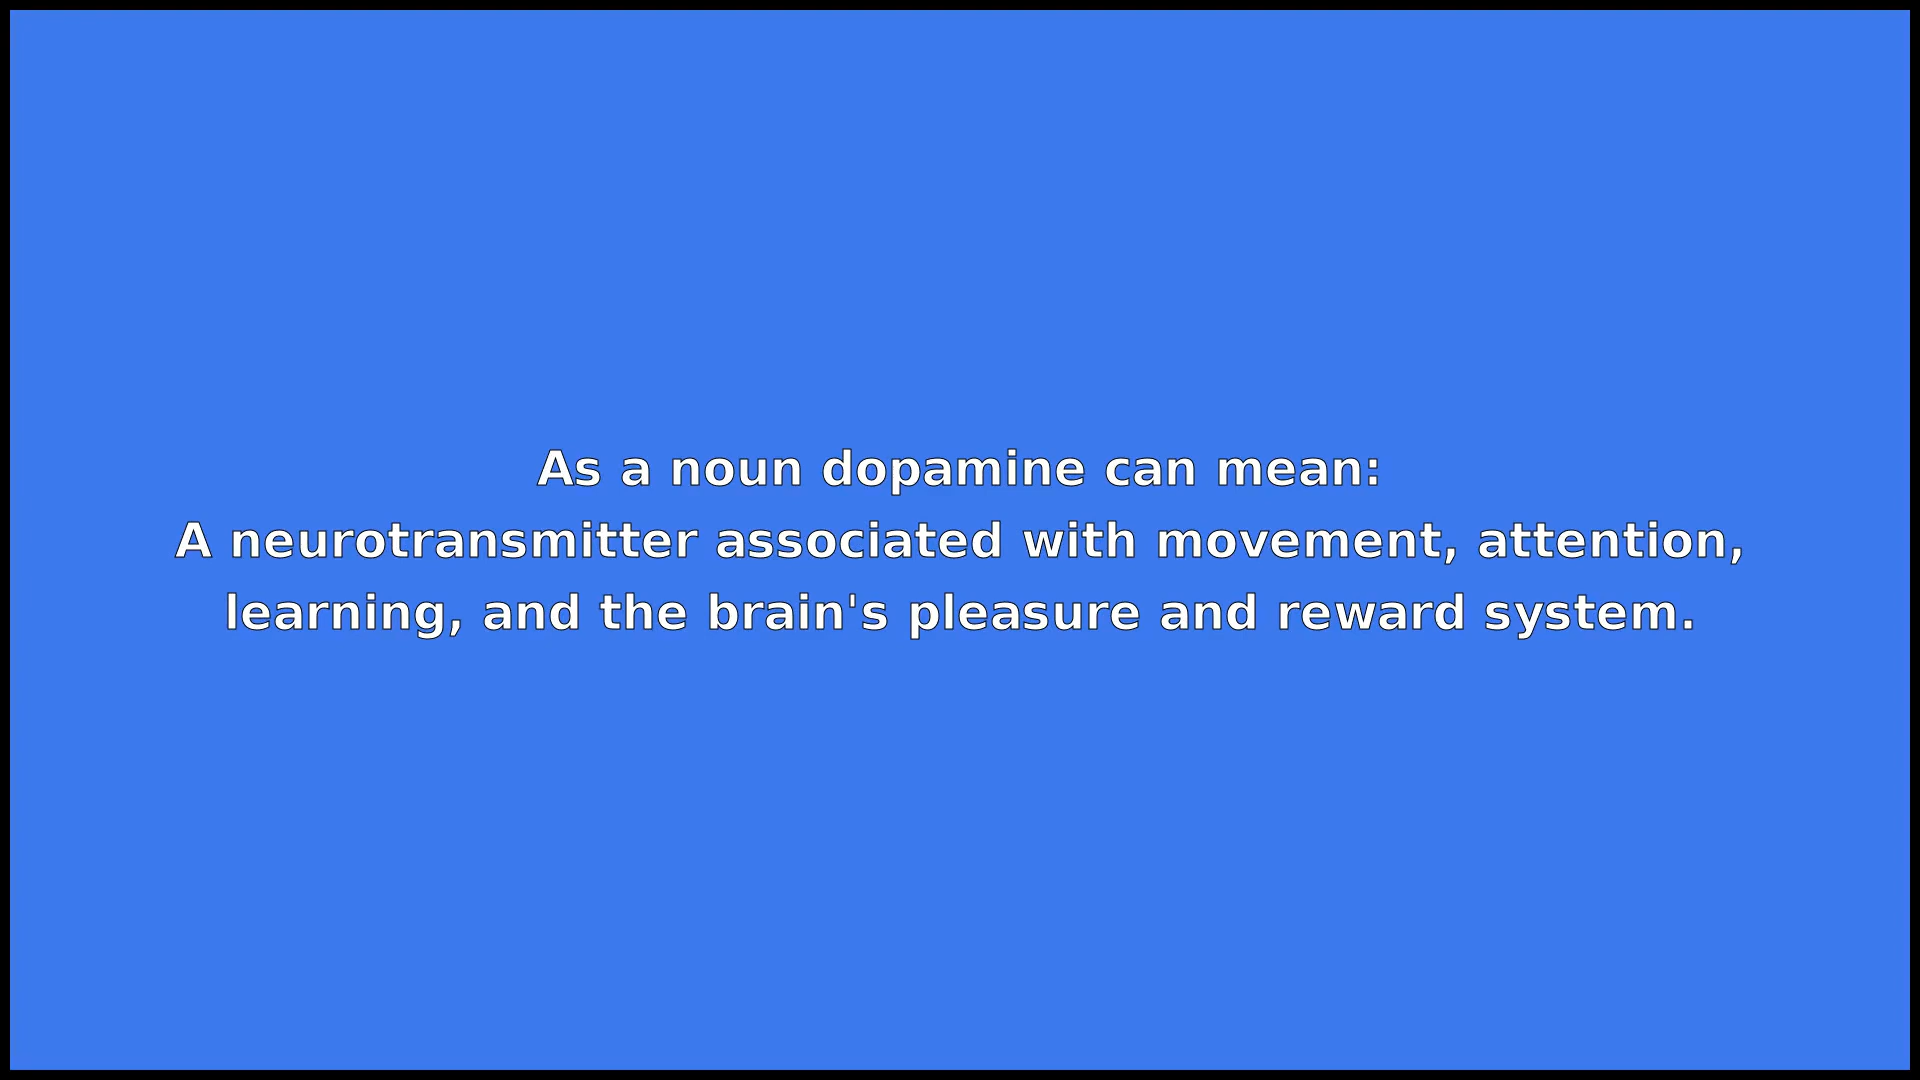 As a noun dopamine can mean:
A neurotransmitter associated with movement, attention,
learning, and the brain's pleasure and reward system.